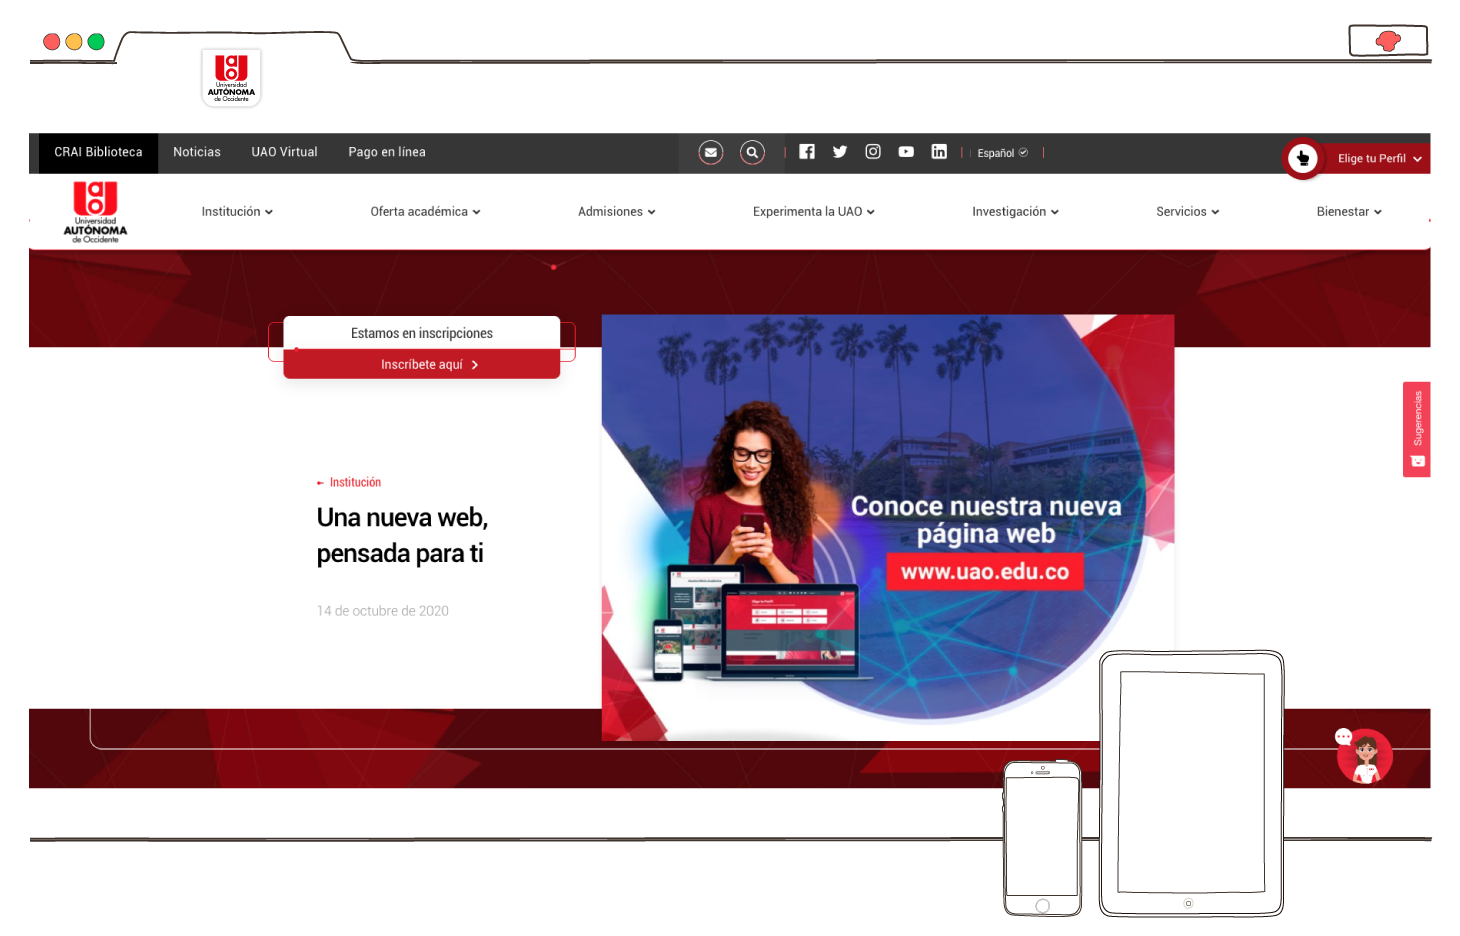 Universidad
AUTÓNOMA
de Occidente
CRAI Biblioteca
Noticias
UAO Virtual
Pago en línea
Español
Elige tu Perfil
Universidad
AUTÓNOMA
de Occidente
Institución
Oferta académica
Admisiones
Experimenta la UAO
Investigación
Servicios
Bienestar
Estamos en inscripciones
Inscríbete aquí
Sugerencias
Institución
Una nueva web,
pensada para ti
14 de octubre de 2020
Conoce nuestra nueva
página web
www.uao.edu.co